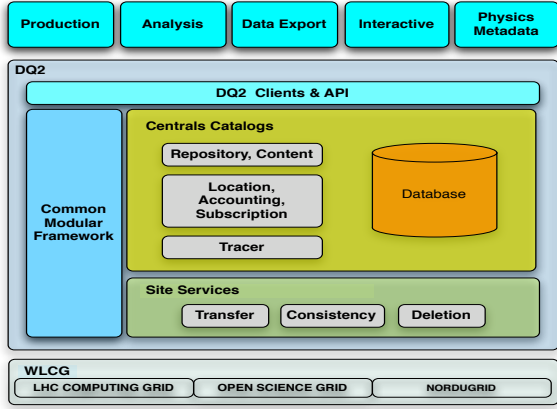 Production
Analysis
Data Export
Interactive
Physics
Metadata
DQ2
DQ2 Clients & API
Common
Modular
Framework
Centrals Catalogs
Repository, Content
Location,
Accounting,
Subscription
Tracer
Database
Site Services
Transfer
Consistency
Deletion
WLCG
LHC COMPUTING GRID
OPEN SCIENCE GRID
NORDUGRID